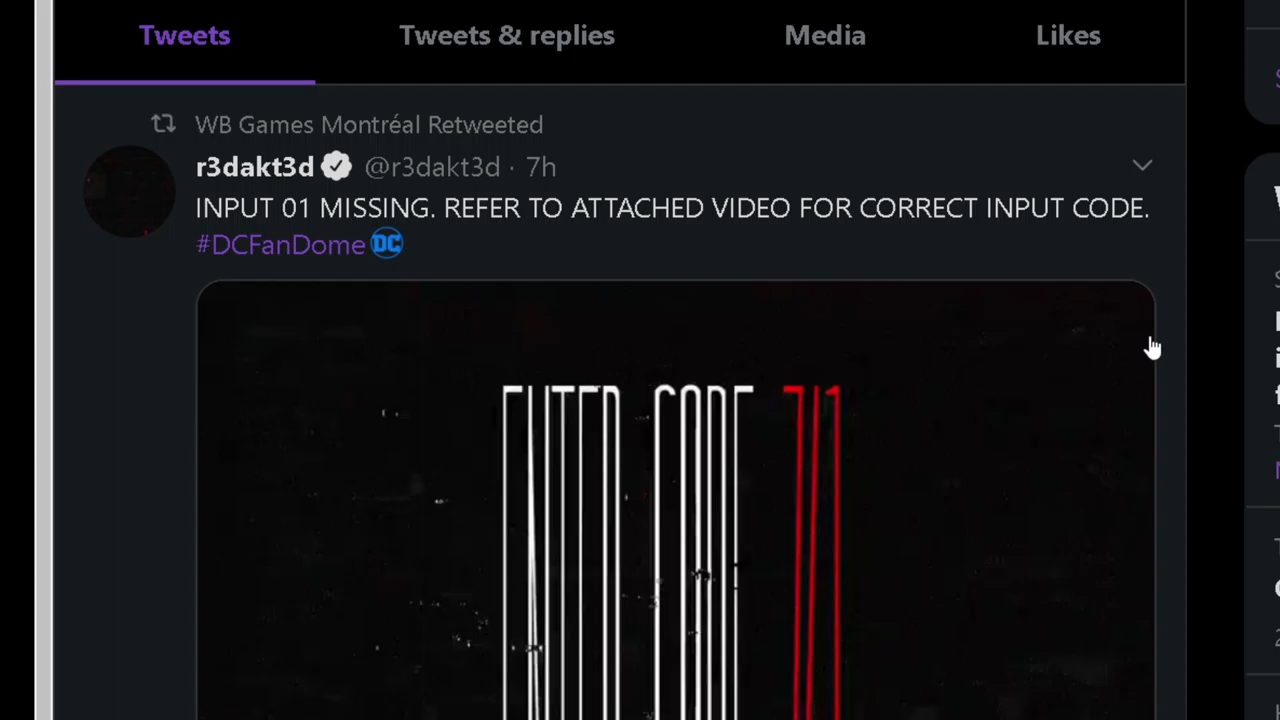 Tweets Tweets & replies Media Likes
WB Games Montréal Retweeted
r3dakt3d @r3dakt3d · 7h
INPUT 01 MISSING. REFER TO ATTACHED VIDEO FOR CORRECT INPUT CODE.
#DCFanDome DC
ENTER CODE